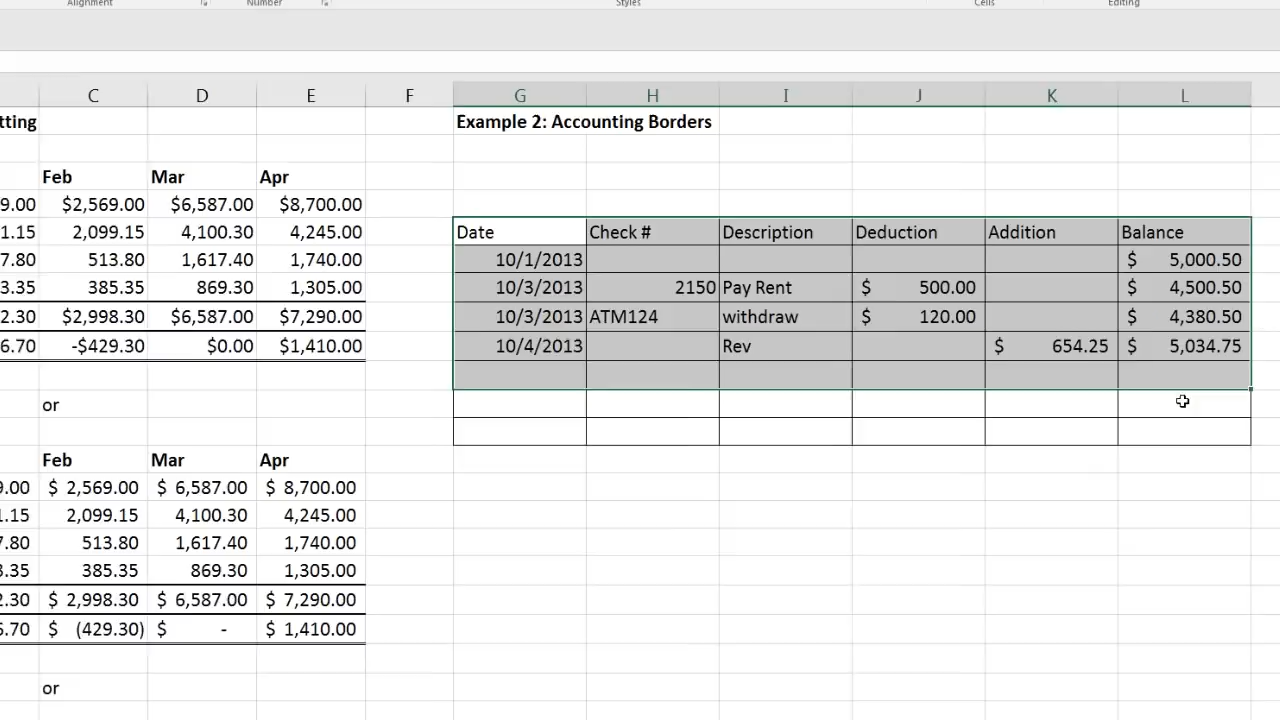 Alignment Number Styles Cells Editing
C D E F G H I J K L
tting Example 2: Accounting Borders
Feb Mar Apr
9.00 $2,569.00 $6,587.00 $8,700.00
1.15 2,099.15 4,100.30 4,245.00 Date Check # Description Deduction Addition Balance
7.80 513.80 1,617.40 1,740.00 10/1/2013 $ 5,000.50
3.35 385.35 869.30 1,305.00 10/3/2013 2150 Pay Rent $ 500.00 $ 4,500.50
2.30 $2,998.30 $6,587.00 $7,290.00 10/3/2013 ATM124 withdraw $ 120.00 $ 4,380.50
6.70 -$429.30 $0.00 $1,410.00 10/4/2013 Rev $ 654.25 $ 5,034.75
or
Feb Mar Apr
9.00 $ 2,569.00 $ 6,587.00 $ 8,700.00
1.15 2,099.15 4,100.30 4,245.00
7.80 513.80 1,617.40 1,740.00
3.35 385.35 869.30 1,305.00
2.30 $ 2,998.30 $ 6,587.00 $ 7,290.00
6.70 $ (429.30) $ - $ 1,410.00
or